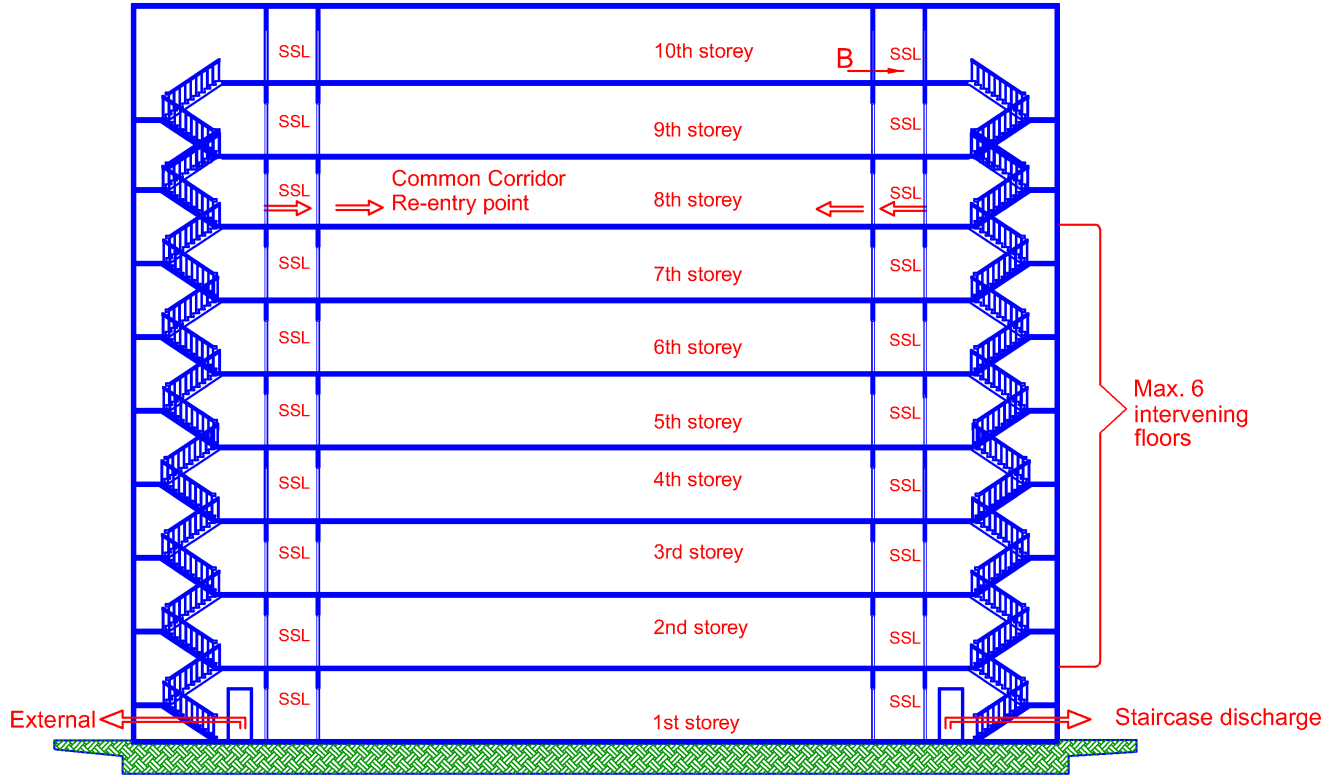 SSL 10th storey B SSL
SSL 9th storey SSL
SSL Common Corridor 8th storey SSL
Re-entry point
SSL 7th storey SSL
SSL 6th storey SSL
Max. 6
intervening
floors
SSL 5th storey SSL
SSL 4th storey SSL
SSL 3rd storey SSL
SSL 2nd storey SSL
SSL 1st storey SSL
External
Staircase discharge